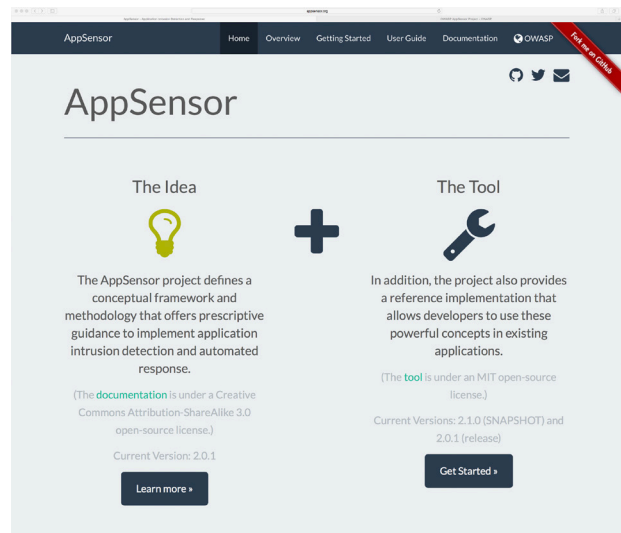 appsensor.org
AppSensor
Home
Overview
Getting Started
User Guide
Documentation
OWASP
Fork me on GitHub
AppSensor
The Idea
The AppSensor project defines a
conceptual framework and
methodology that offers prescriptive
guidance to implement application
intrusion detection and automated
response.
(The documentation is under a Creative
Commons Attribution-ShareAlike 3.0
open-source license.)
Current Version: 2.0.1
Learn more »
The Tool
In addition, the project also provides
a reference implementation that
allows developers to use these
powerful concepts in existing
applications.
(The tool is under an MIT open-source
license.)
Current Versions: 2.1.0 (SNAPSHOT) and
2.0.1 (release)
Get Started »